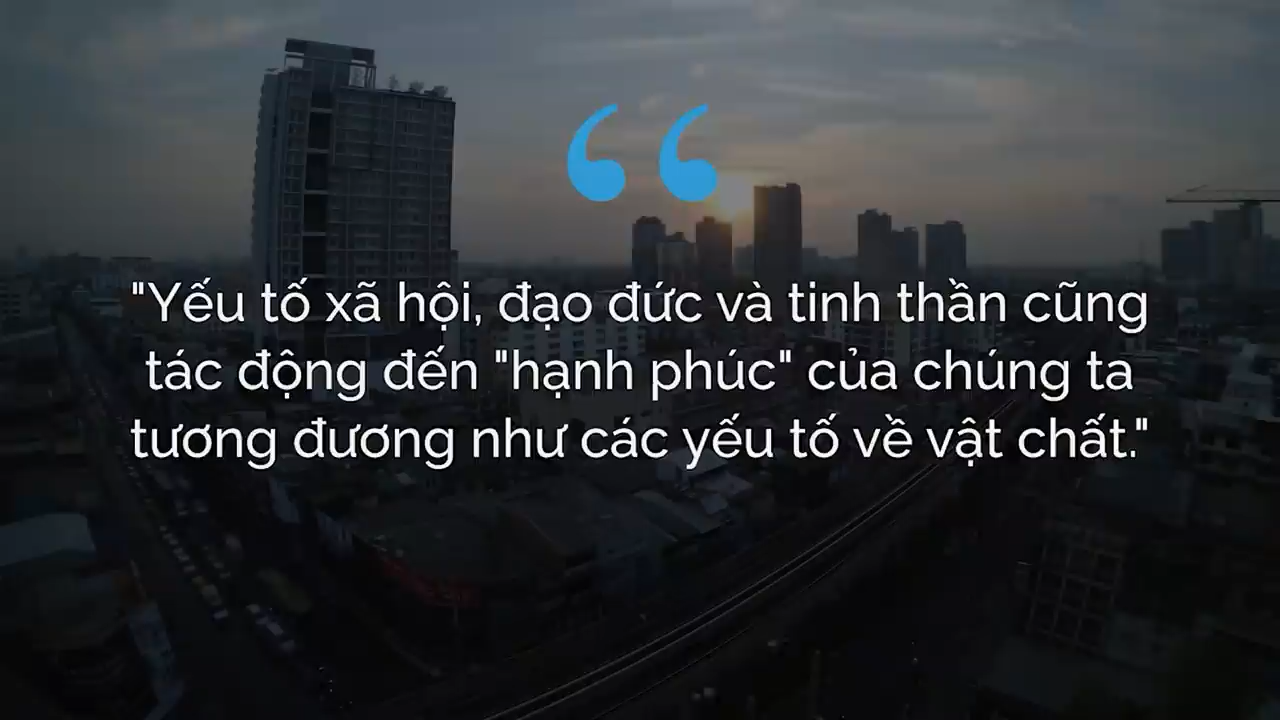 "Yếu tố xã hội, đạo đức và tinh thần cũng
tác động đến "hạnh phúc" của chúng ta
tương đương như các yếu tố về vật chất."